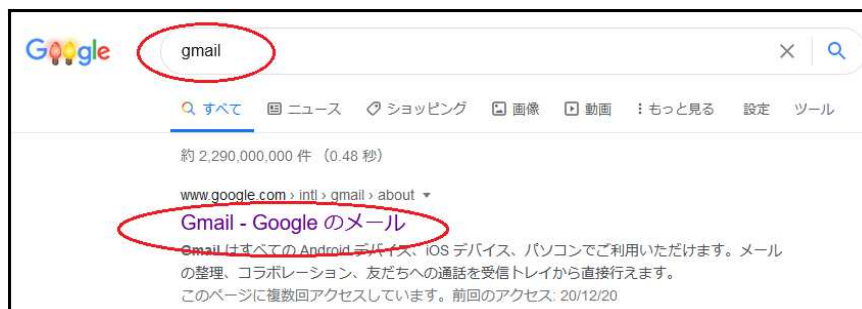 Google
gmail
すべて ニュース ショッピング 画像 動画 もっと見る 設定 ツール
約 2,290,000,000 件 (0.48 秒)
www.google.com › intl › gmail › about
Gmail - Google のメール
Gmail はすべての Android デバイス、iOS デバイス、パソコンでご利用いただけます。メール
の整理、コラボレーション、友だちへの通話を受信トレイから直接行えます。
このページに複数回アクセスしています。前回のアクセス: 20/12/20